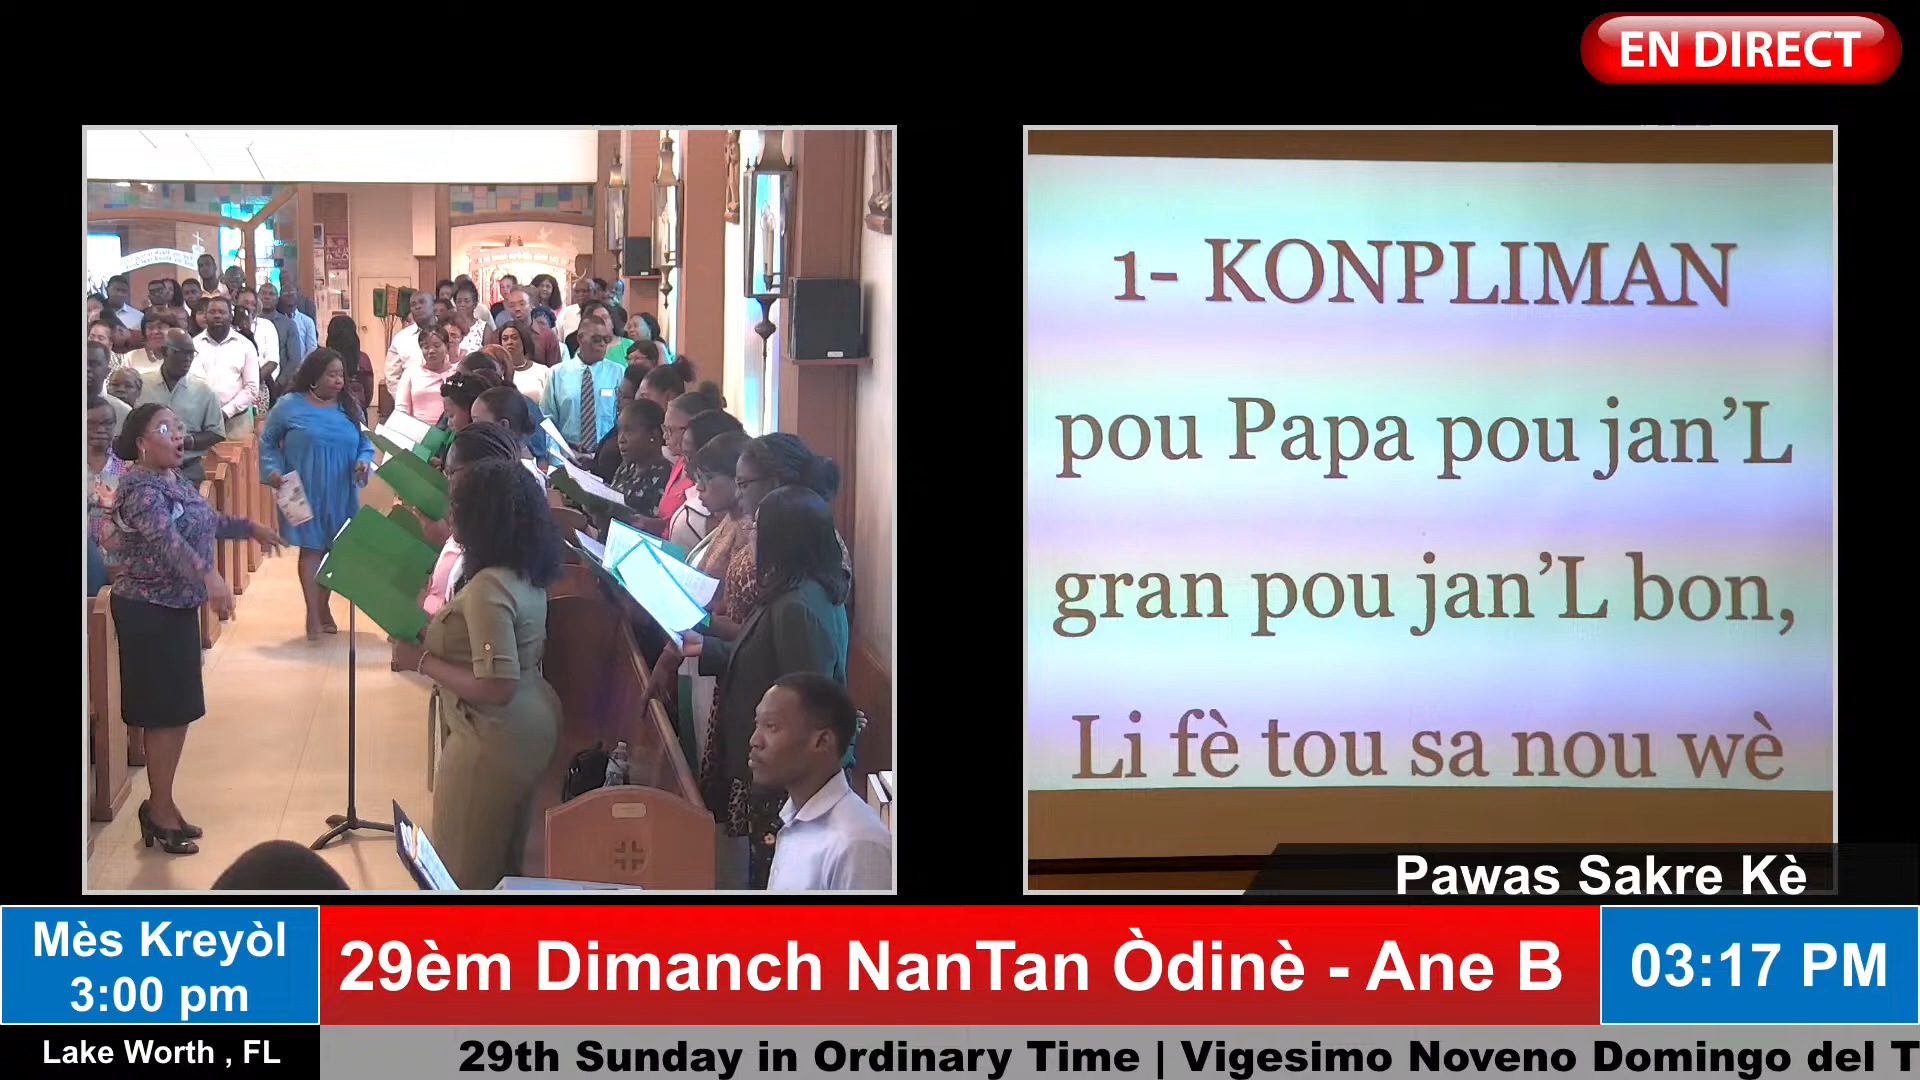 EN DIRECT
1- KONPLIMAN
pou Papa pou jan’L
gran pou jan’L bon,
Li fè tou sa nou wè
Pawas Sakre Kè
Mès Kreyòl
3:00 pm
29èm Dimanch NanTan Òdinè - Ane B
03:17 PM
Lake Worth , FL
29th Sunday in Ordinary Time | Vigesimo Noveno Domingo del T